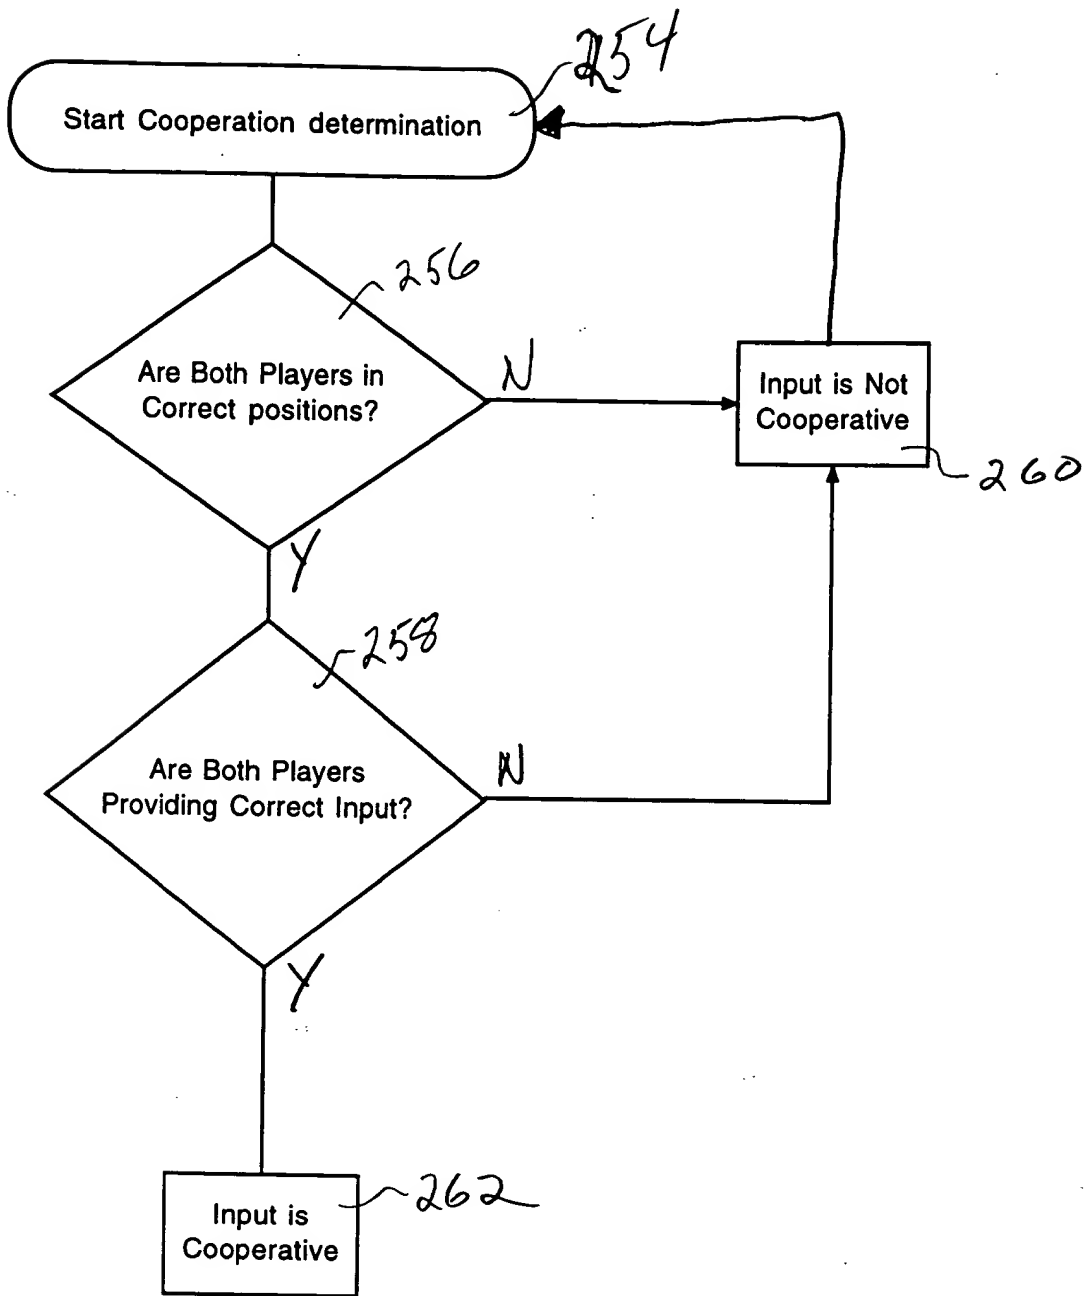 254
Start Cooperation determination
256
Are Both Players in
Correct positions?
N
Input is Not
Cooperative
260
Y
258
Are Both Players
Providing Correct Input?
N
Y
262
Input is
Cooperative